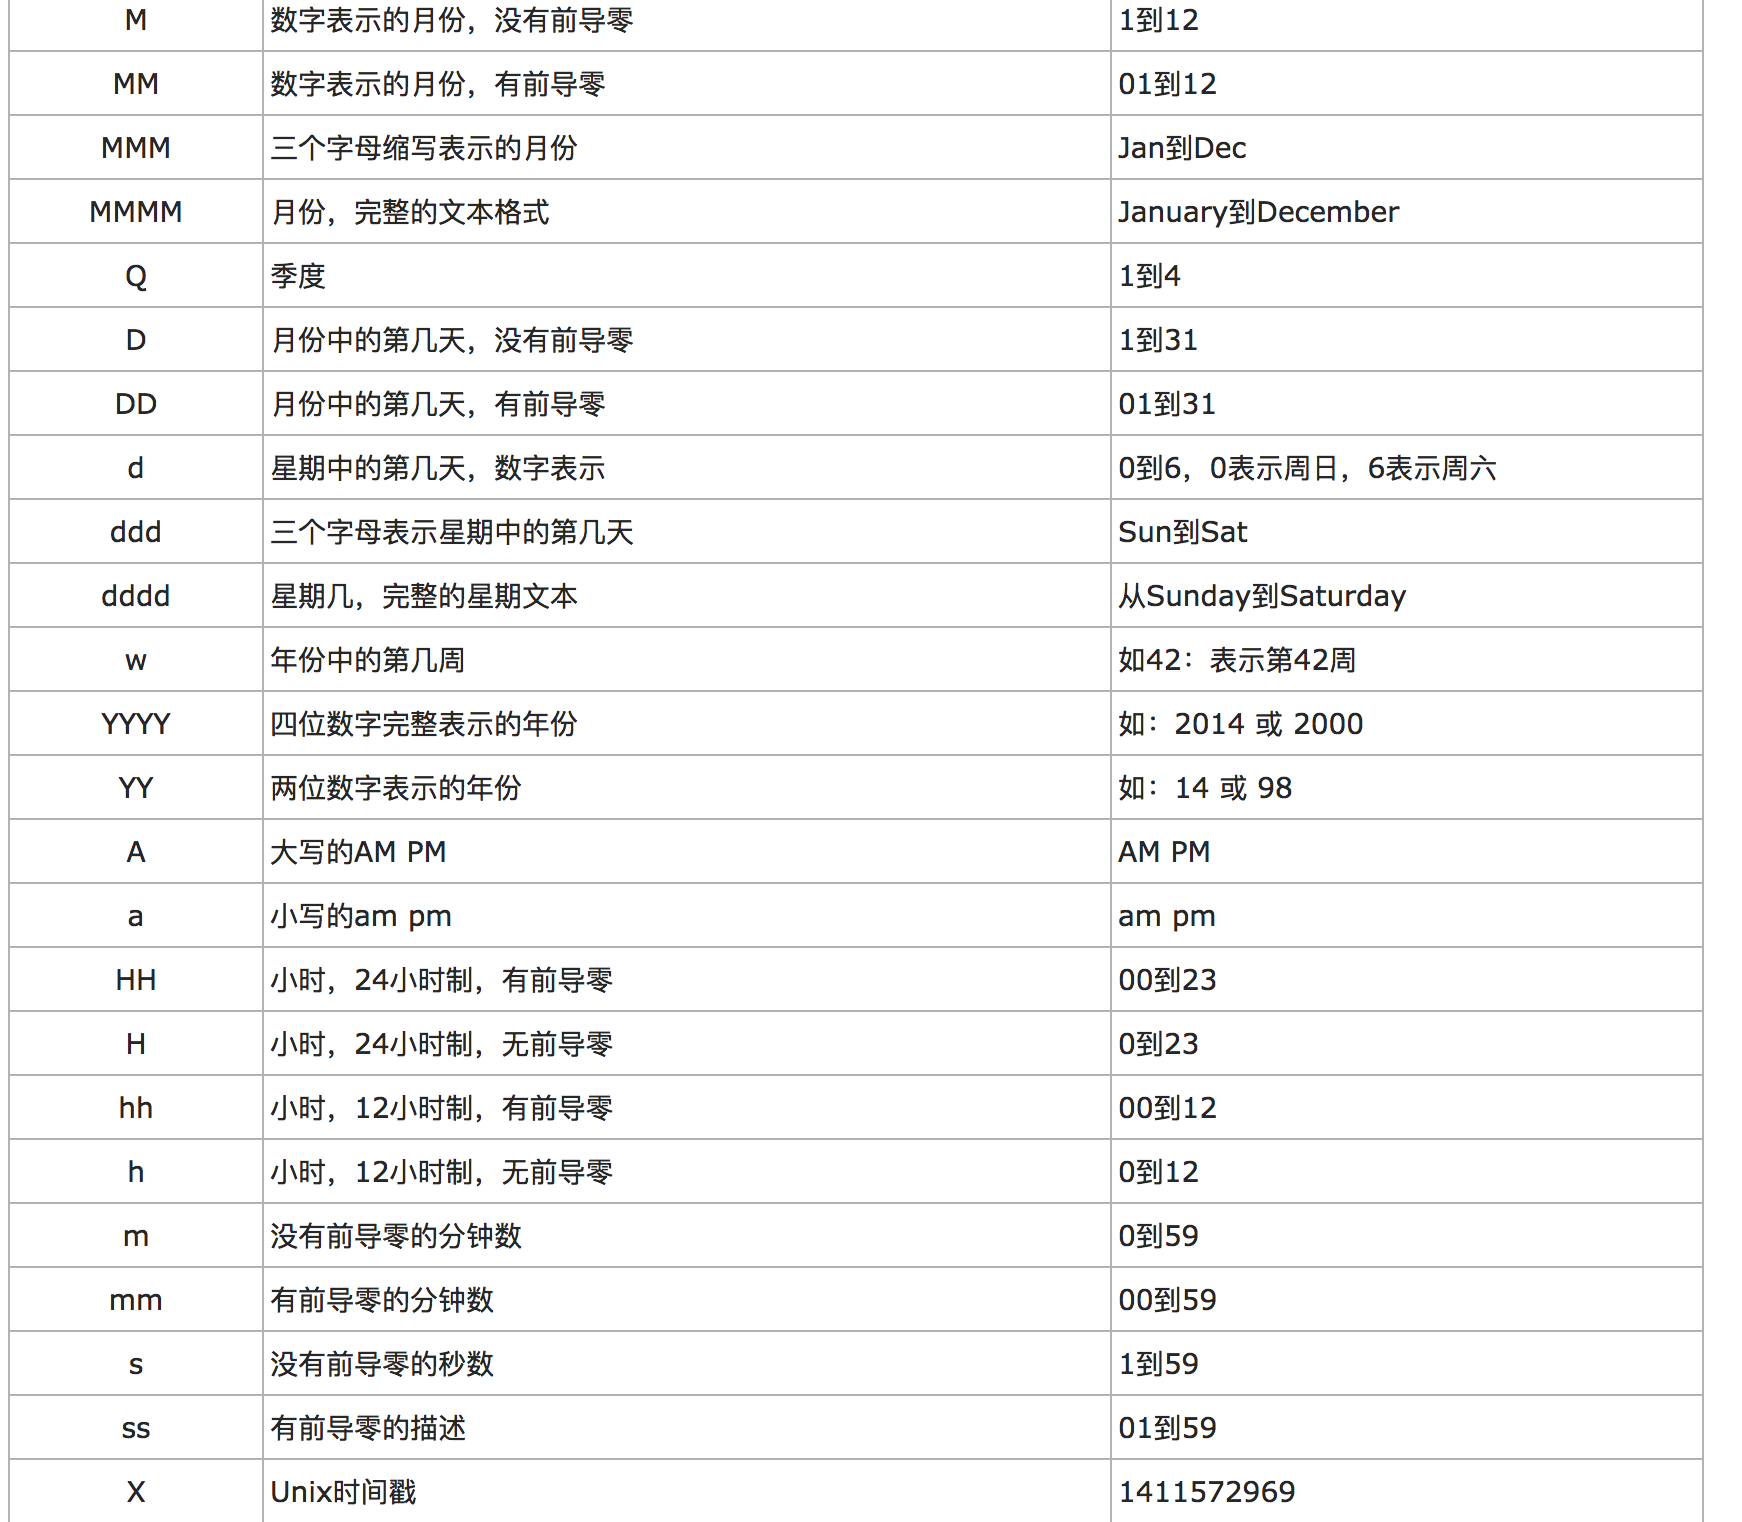 M 数字表示的月份，没有前导零 1到12
MM 数字表示的月份，有前导零 01到12
MMM 三个字母缩写表示的月份 Jan到Dec
MMMM 月份，完整的文本格式 January到December
Q 季度 1到4
D 月份中的第几天，没有前导零 1到31
DD 月份中的第几天，有前导零 01到31
d 星期中的第几天，数字表示 0到6，0表示周日，6表示周六
ddd 三个字母表示星期中的第几天 Sun到Sat
dddd 星期几，完整的星期文本 从Sunday到Saturday
w 年份中的第几周 如42：表示第42周
YYYY 四位数字完整表示的年份 如：2014 或 2000
YY 两位数字表示的年份 如：14 或 98
A 大写的AM PM AM PM
a 小写的am pm am pm
HH 小时，24小时制，有前导零 00到23
H 小时，24小时制，无前导零 0到23
hh 小时，12小时制，有前导零 00到12
h 小时，12小时制，无前导零 0到12
m 没有前导零的分钟数 0到59
mm 有前导零的分钟数 00到59
s 没有前导零的秒数 1到59
ss 有前导零的描述 01到59
X Unix时间戳 1411572969